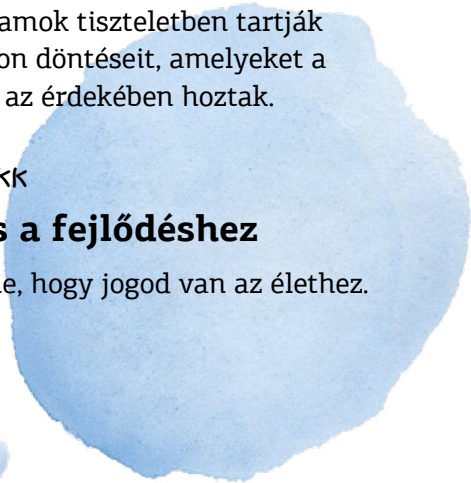 amok tiszteletben tartják
on döntéseit, amelyeket a
az érdekében hoztak.
kk
s a fejlődéshez
e, hogy jogod van az élethez.